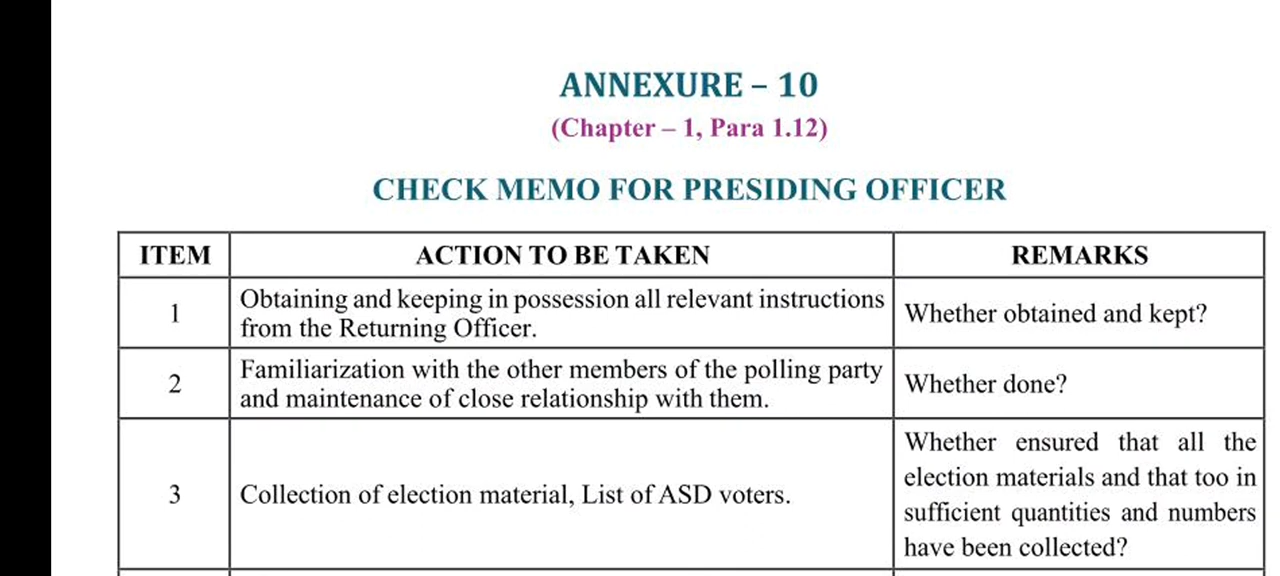 ANNEXURE – 10
(Chapter – 1, Para 1.12)
CHECK MEMO FOR PRESIDING OFFICER
ITEM ACTION TO BE TAKEN REMARKS
1 Obtaining and keeping in possession all relevant instructions from the Returning Officer. Whether obtained and kept?
2 Familiarization with the other members of the polling party and maintenance of close relationship with them. Whether done?
3 Collection of election material, List of ASD voters. Whether ensured that all the
election materials and that too in
sufficient quantities and numbers
have been collected?